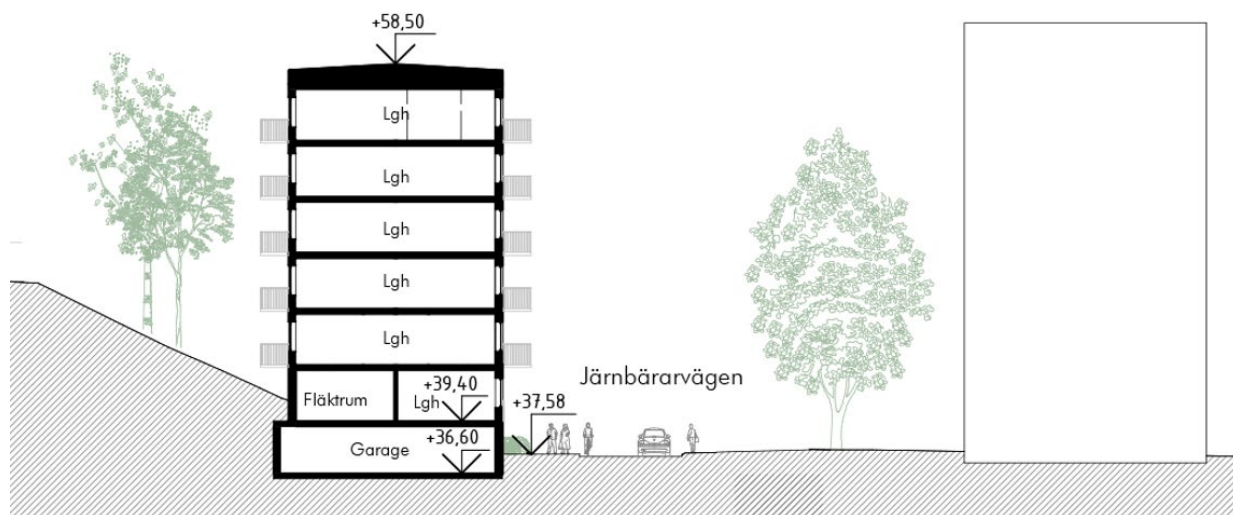 +58,50
Lgh
Lgh
Lgh
Lgh
Lgh
Järnbärarvägen
Fläktrum
+39,40
Lgh
+37,58
Garage
+36,60